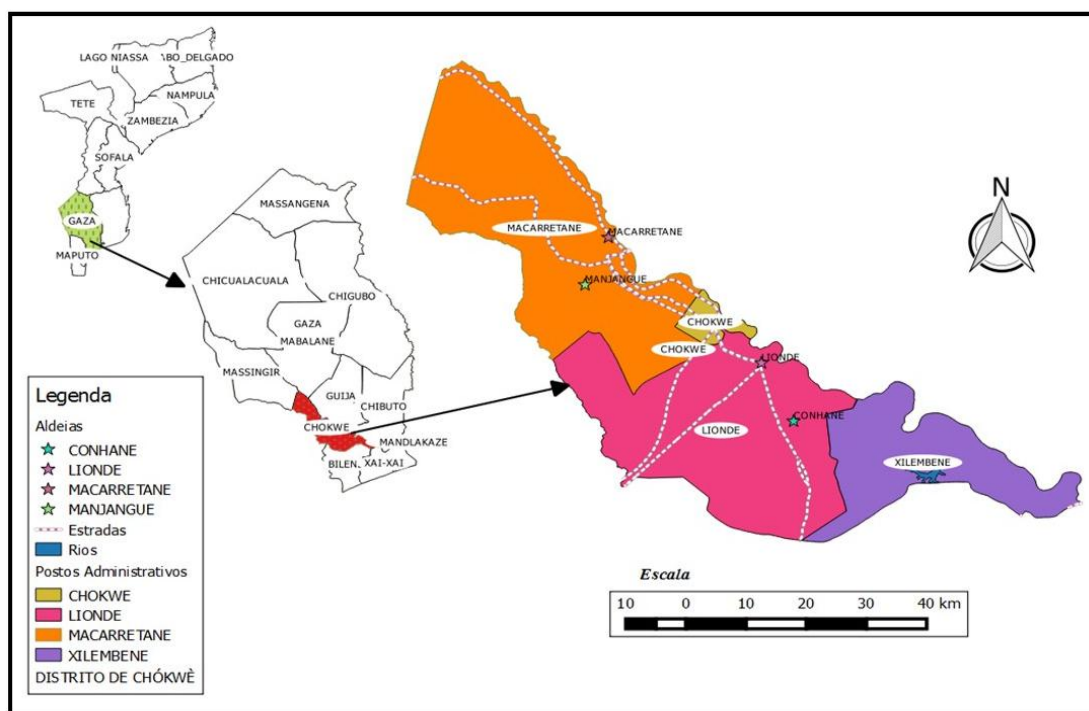 LAGO NIASSA
ABO_DELGADO
TETE
NAMPULA
ZAMBEZIA
SOFALA
GAZA
MAPUTO
MASSANGENA
CHICUALACUALA
CHIGUBO
GAZA
MABALANE
MASSINGIR
GUIJA
CHIBUTO
CHOKWE
MANDLAKAZE
BILEN
XAI-XAI
MACARRETANE
MACARRETANE
MANJANGUE
CHOKWE
CHOKWE
LIONDE
CONHANE
LIONDE
XILEMBENE
N
Legenda
Aldeias
CONHANE
LIONDE
MACARRETANE
MANJANGUE
Estradas
Rios
Postos Administrativos
CHOKWE
LIONDE
MACARRETANE
XILEMBENE
DISTRITO DE CHÓKWÈ
Escala
10 0 10 20 30 40 km